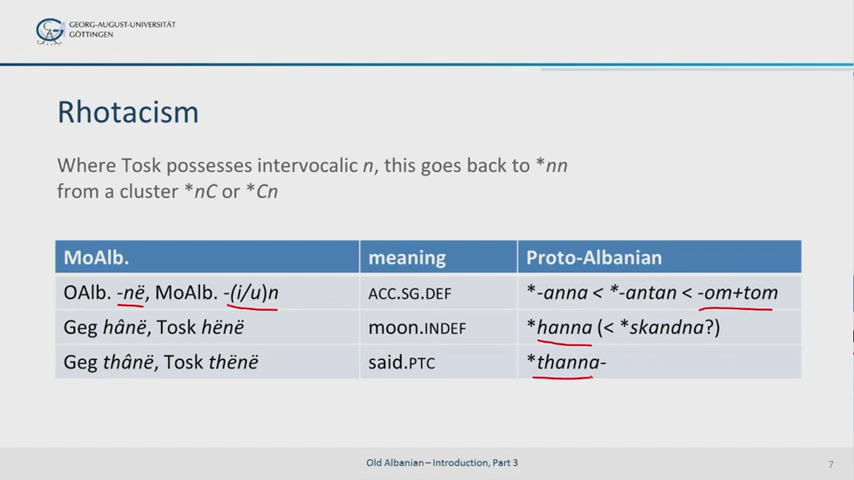 GEORG-AUGUST-UNIVERSITÄT
GÖTTINGEN
Rhotacism
Where Tosk possesses intervocalic n, this goes back to *nn
from a cluster *nC or *Cn
MoAlb. meaning Proto-Albanian
OAlb. -në, MoAlb. -(i/u)n ACC.SG.DEF *-anna < *-antan < -om+tom
Geg hânë, Tosk hënë moon.INDEF *hanna (< *skandna?)
Geg thânë, Tosk thënë said.PTC *thanna-
Old Albanian – Introduction, Part 3
7